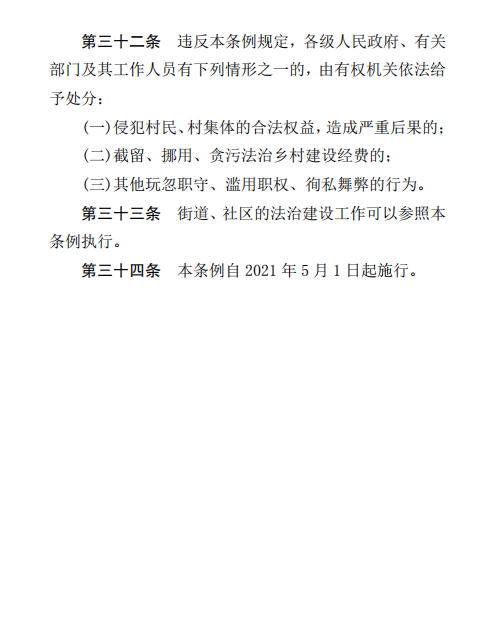 第三十二条　违反本条例规定，各级人民政府、有关
部门及其工作人员有下列情形之一的，由有权机关依法给
予处分：
(一)侵犯村民、村集体的合法权益，造成严重后果的；
(二)截留、挪用、贪污法治乡村建设经费的；
(三)其他玩忽职守、滥用职权、徇私舞弊的行为。
第三十三条　街道、社区的法治建设工作可以参照本
条例执行。
第三十四条　本条例自 2021 年 5 月 1 日起施行。